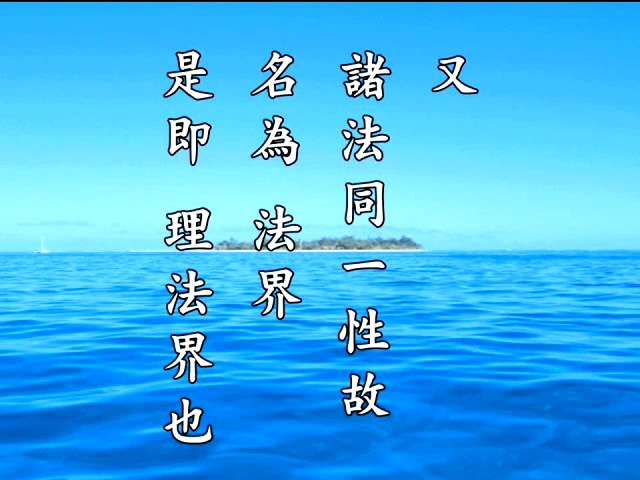 又
諸法同一性故
名為 法界
是即 理法界也